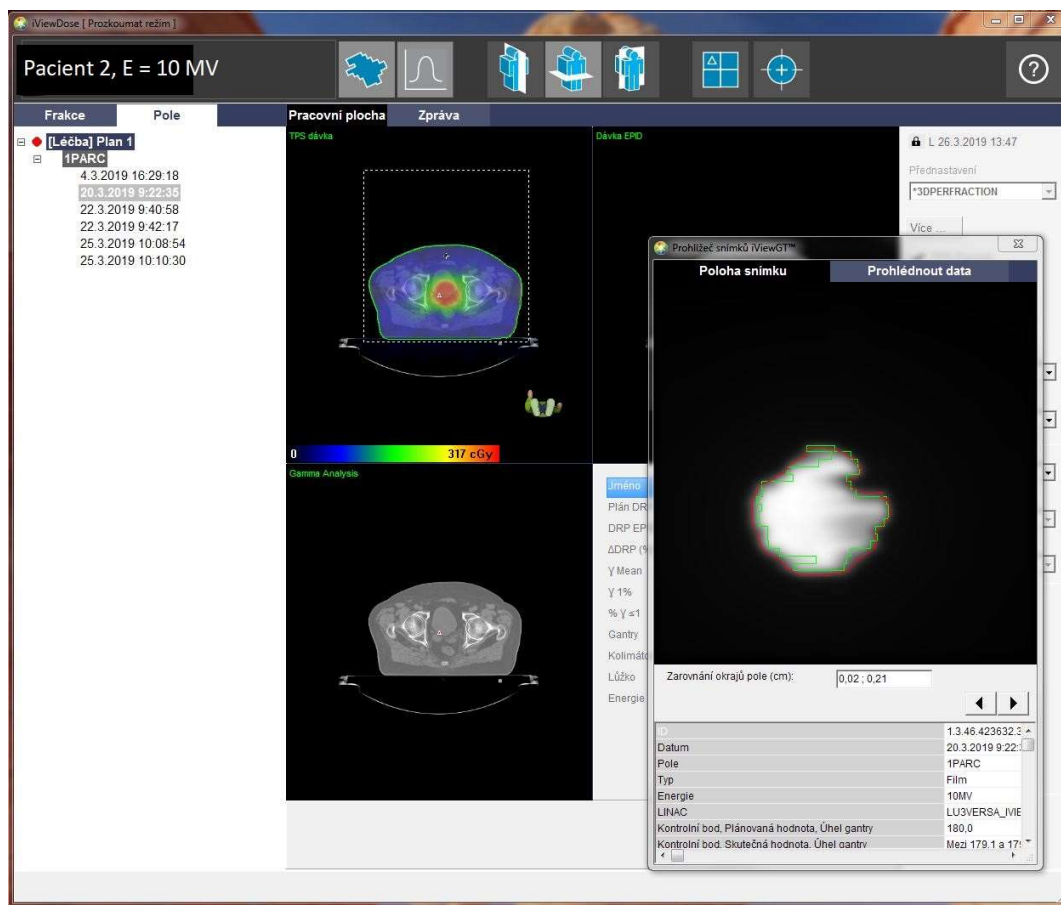 iViewDose [ Prozkoumat režim ]
Pacient 2, E = 10 MV
Frakce Pole Pracovní plocha Zpráva
[Léčba] Plan 1
1PARC
4.3.2019 16:29:18
20.3.2019 9:22:35
22.3.2019 9:40:58
22.3.2019 9:42:17
25.3.2019 10:08:54
25.3.2019 10:10:30
TPS dávka
0 317 cGy
Dávka EPID
Gamma Analysis
Jméno
Plán DR
DRP EP
ΔDRP (%
γ Mean
γ 1%
% γ ≤1
Gantry
Kolimáto
Lůžko
Energie
L 26.3.2019 13:47
Přednastavení
*3DPERFRACTION
Více ...
Prohlížeč snímků iViewGT™
Poloha snímku Prohlédnout data
Zarovnání okrajů pole (cm): 0,02 ; 0,21
ID 1.3.46.423632.3
Datum 20.3.2019 9:22:
Pole 1PARC
Typ Film
Energie 10MV
LINAC LU3VERSA_IVIE
Kontrolní bod, Plánovaná hodnota, Úhel gantry 180,0
Kontrolní bod, Skutečná hodnota, Úhel gantry Mezi 179.1 a 179